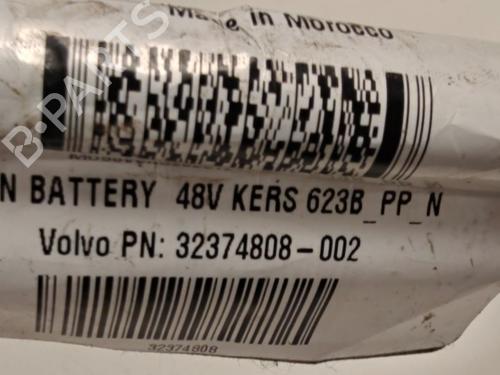 Made in Morocco
N BATTERY 48V KERS 623B_PP_N
Volvo PN: 32374808-002
32374808
B-PARTS